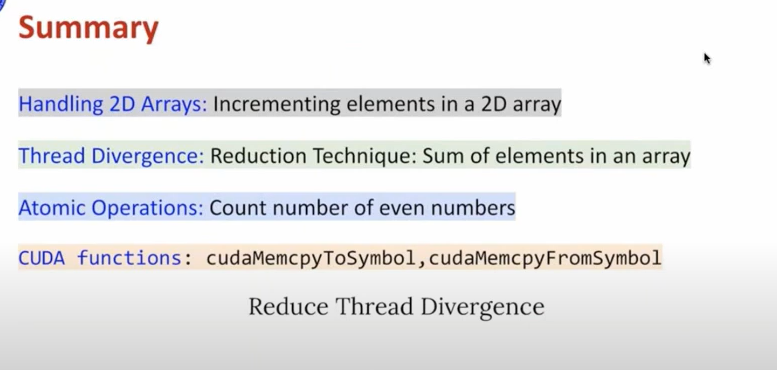 Summary
Handling 2D Arrays: Incrementing elements in a 2D array
Thread Divergence: Reduction Technique: Sum of elements in an array
Atomic Operations: Count number of even numbers
CUDA functions: cudaMemcpyToSymbol,cudaMemcpyFromSymbol
Reduce Thread Divergence